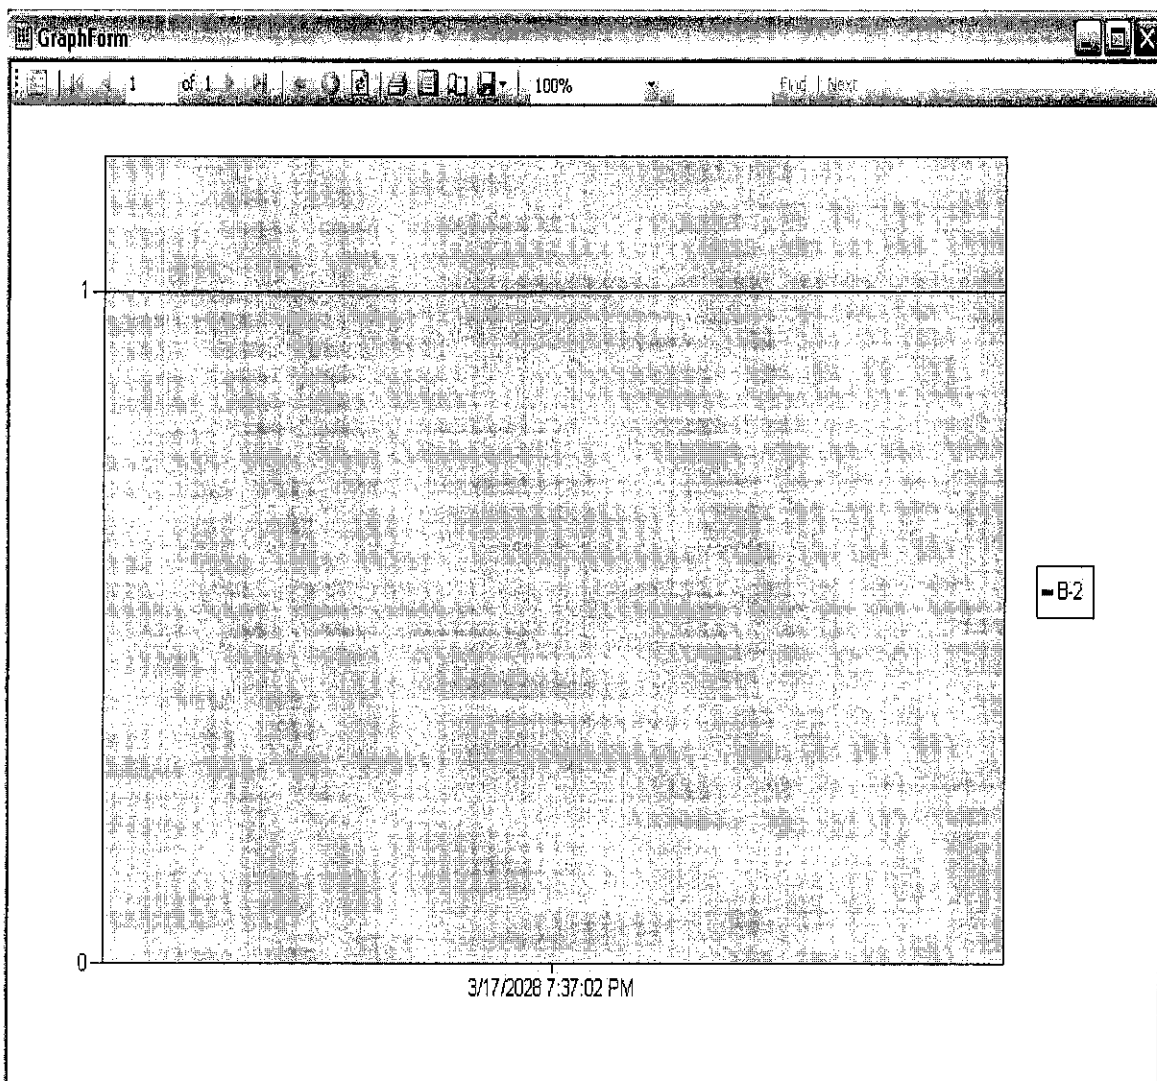 GraphForm
1 of 1 100% Find | Next
1
B-2
0
3/17/2028 7:37:02 PM